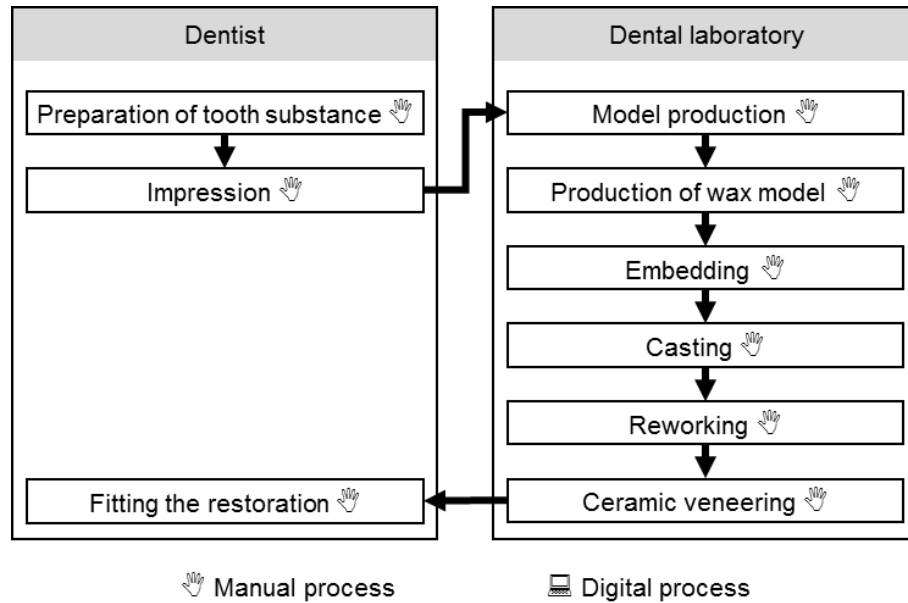 Dentist
Preparation of tooth substance
Impression
Fitting the restoration
Dental laboratory
Model production
Production of wax model
Embedding
Casting
Reworking
Ceramic veneering
Manual process
Digital process